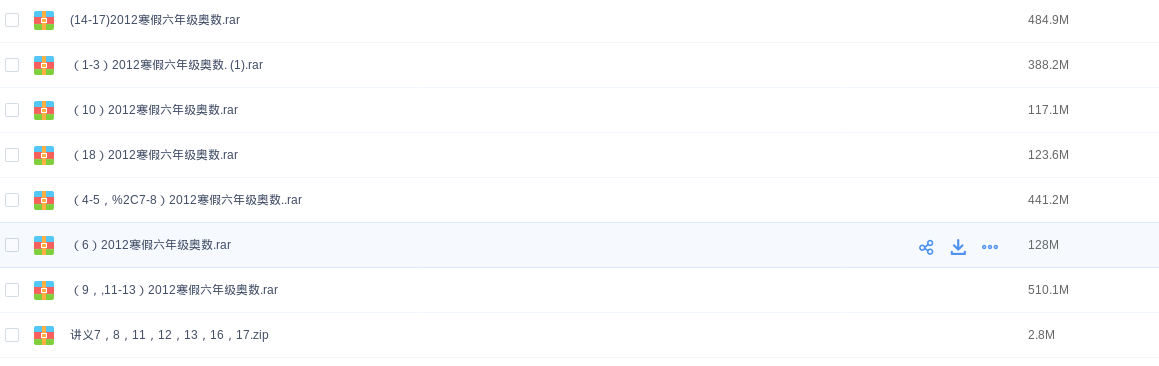 (14-17)2012寒假六年级奥数.rar 484.9M
（1-3）2012寒假六年级奥数. (1).rar 388.2M
（10）2012寒假六年级奥数.rar 117.1M
（18）2012寒假六年级奥数.rar 123.6M
（4-5，%2C7-8）2012寒假六年级奥数..rar 441.2M
（6）2012寒假六年级奥数.rar 128M
（9，,11-13）2012寒假六年级奥数.rar 510.1M
讲义7，8，11，12，13，16，17.zip 2.8M